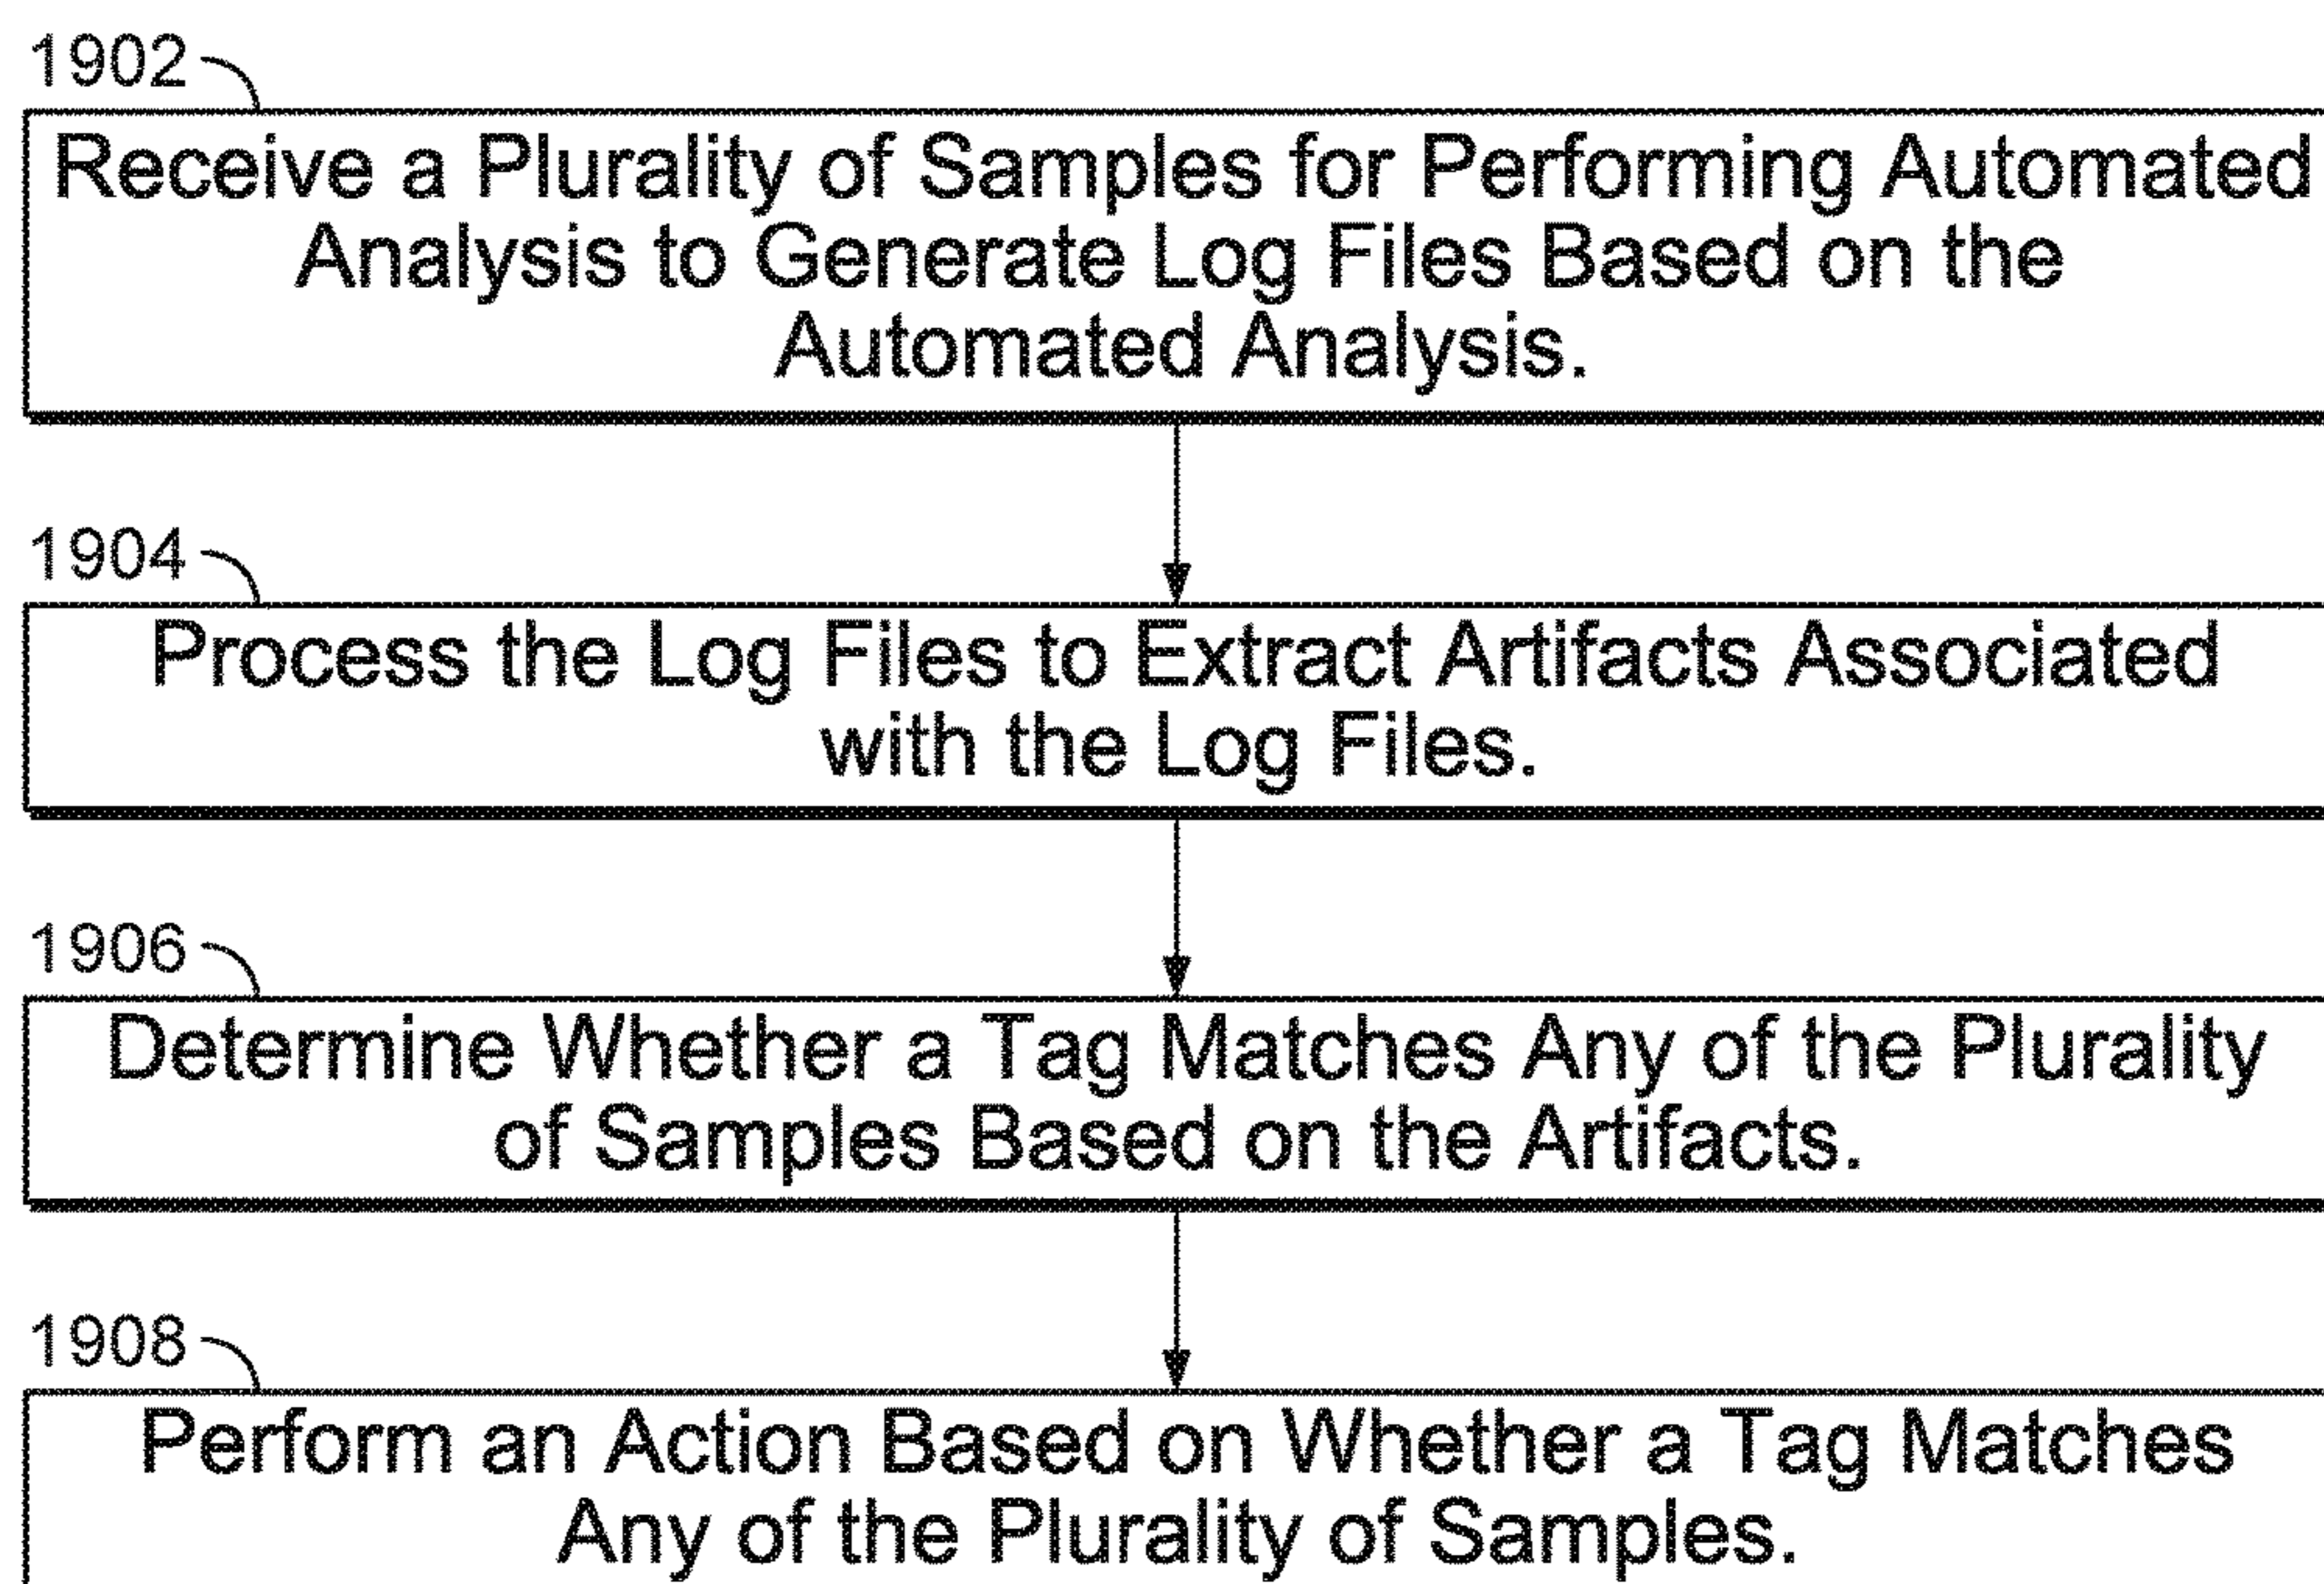 1902
Receive a Plurality of Samples for Performing Automated
Analysis to Generate Log Files Based on the
Automated Analysis.
1904
Process the Log Files to Extract Artifacts Associated
with the Log Files.
1906
Determine Whether a Tag Matches Any of the Plurality
of Samples Based on the Artifacts.
1908
Perform an Action Based on Whether a Tag Matches
Any of the Plurality of Samples.